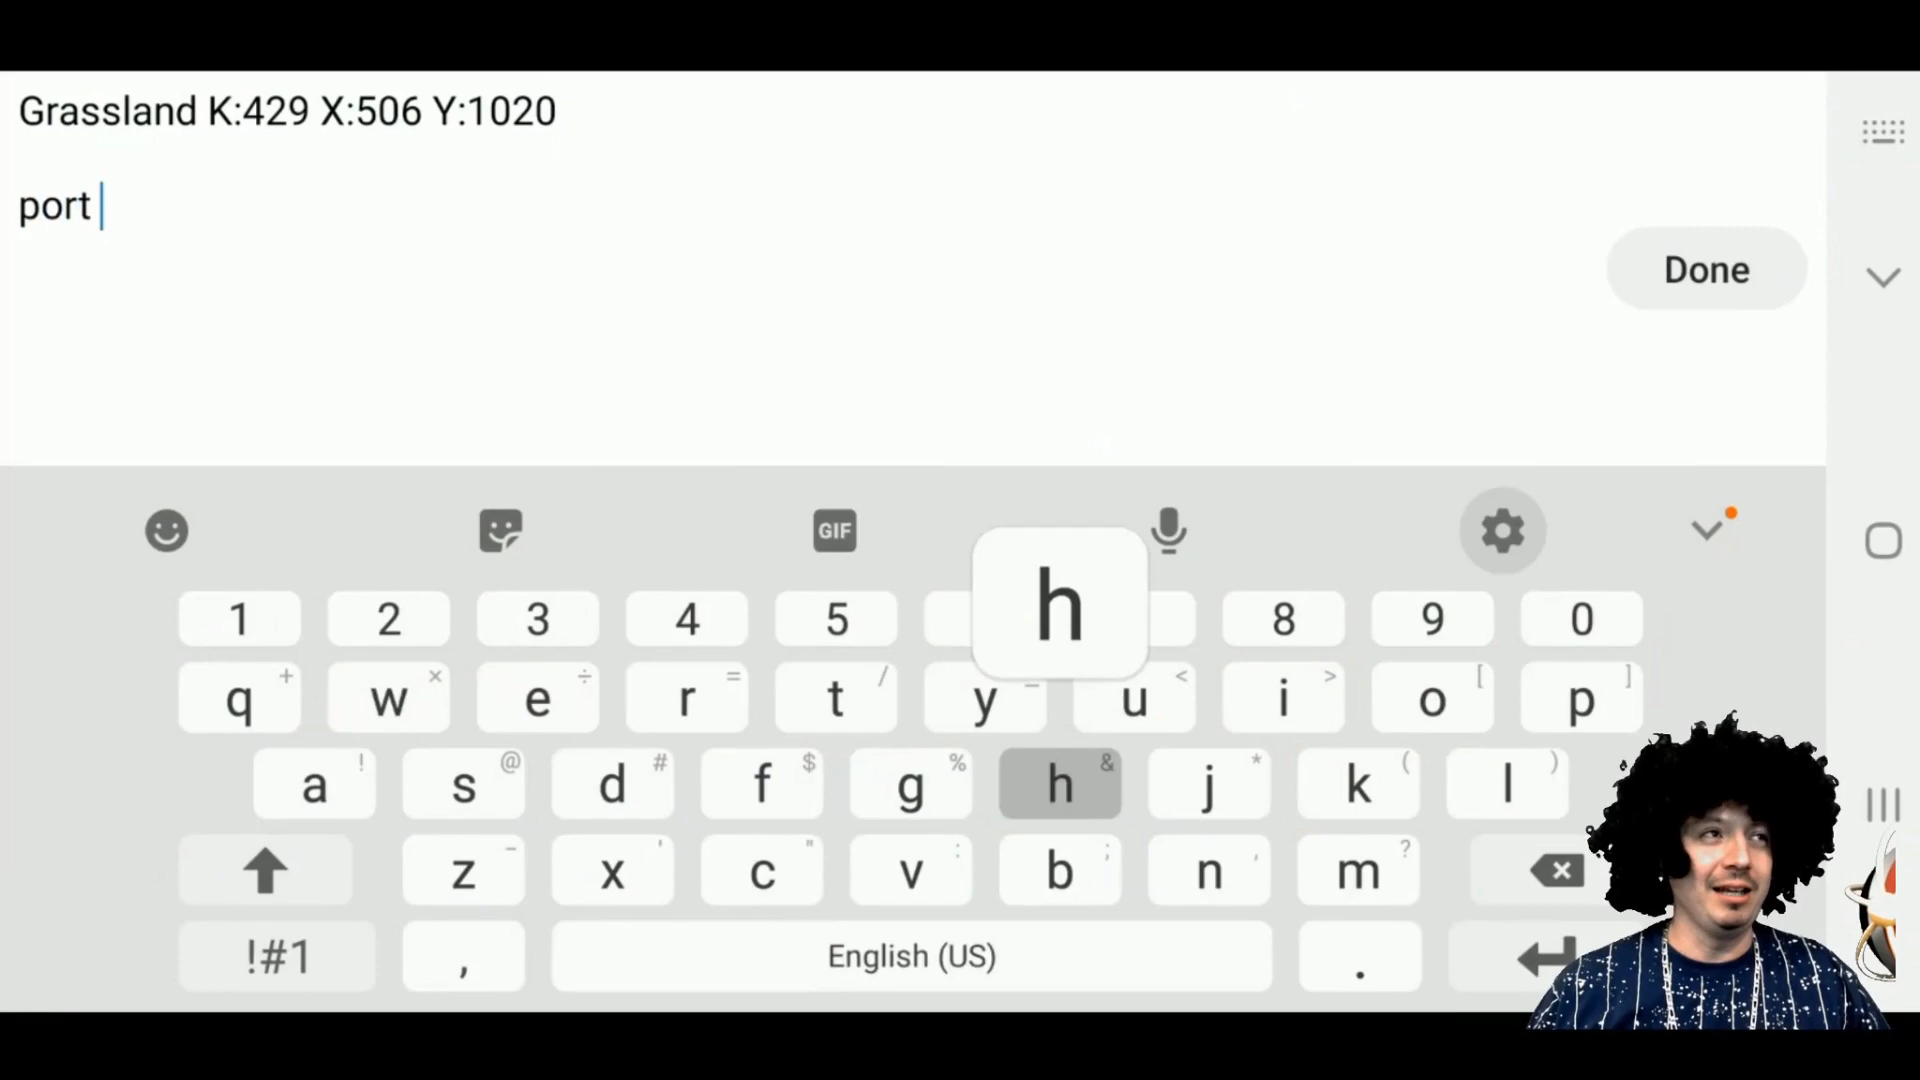 Grassland K:429 X:506 Y:1020
port
Done
GIF
h
1 2 3 4 5 8 9 0
q + w × e ÷ r = t / y _ u < i > o [ p ]
a ! s @ d # f $ g % h & j * k ( l )
z - x ' c " v : b ; n , m ?
!#1 , English (US) .